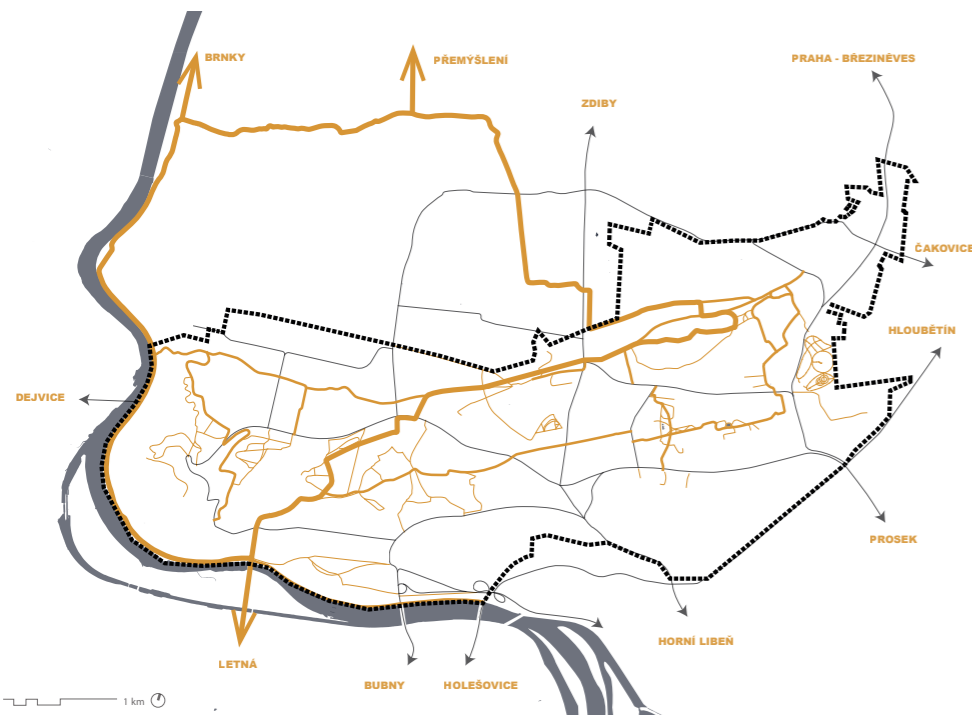 BRNKY
PŘEMÝŠLENÍ
PRAHA - BŘEZINĚVES
ZDIBY
ČAKOVICE
HLOUBĚTÍN
DEJVICE
PROSEK
HORNÍ LIBEŇ
LETNÁ
BUBNY
HOLEŠOVICE
1 km